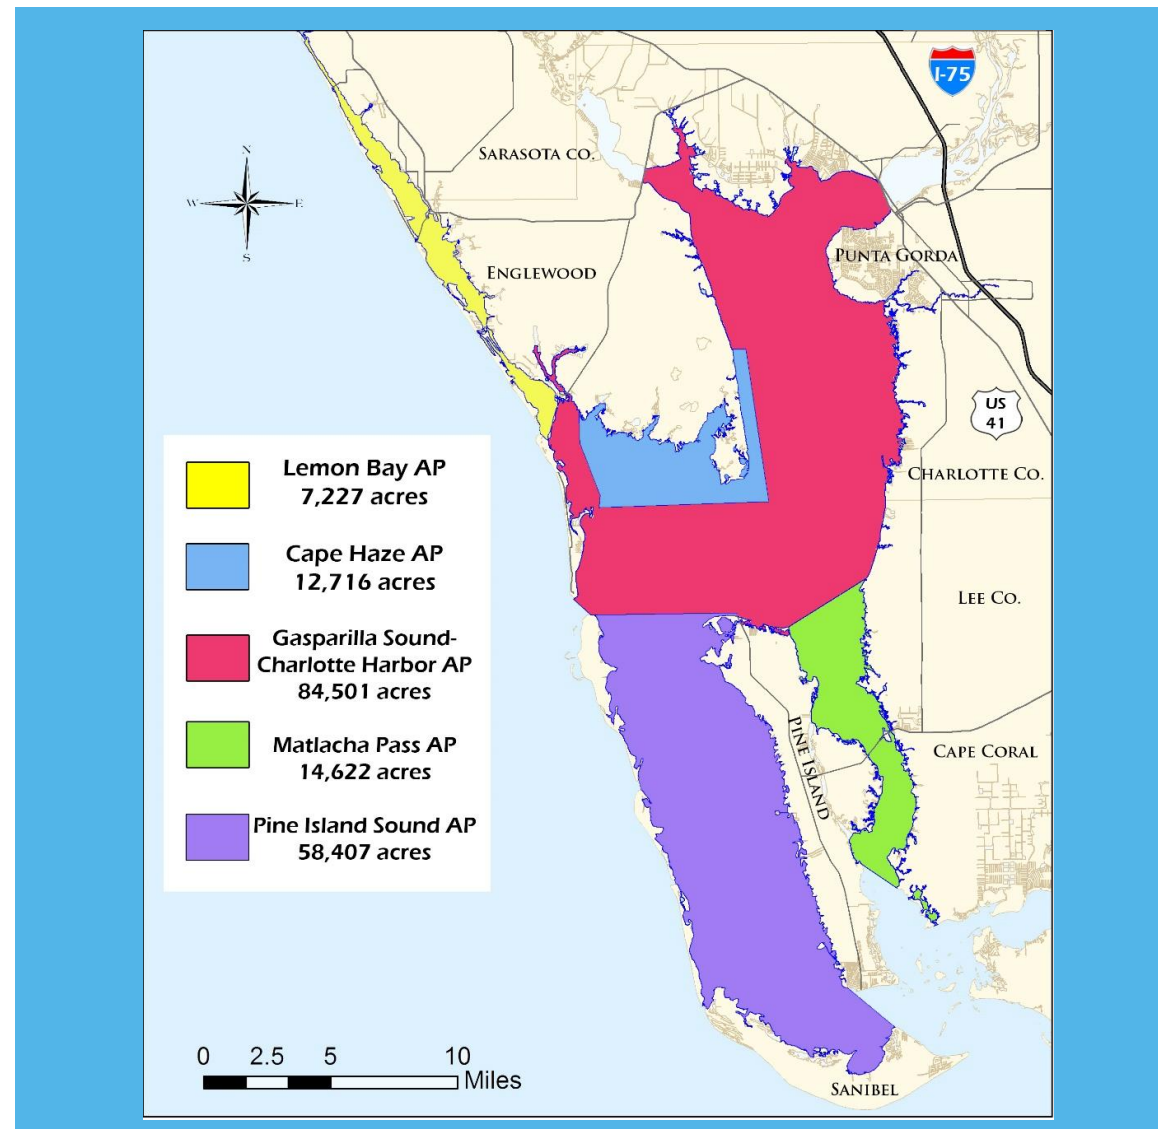 I-75
SARASOTA CO.
N
W E
S
PUNTA GORDA
ENGLEWOOD
US
41
CHARLOTTE CO.
Lemon Bay AP
7,227 acres
Cape Haze AP
12,716 acres
LEE CO.
Gasparilla Sound-
Charlotte Harbor AP
84,501 acres
Matlacha Pass AP
14,622 acres
PINE ISLAND
CAPE CORAL
Pine Island Sound AP
58,407 acres
0 2.5 5 10
Miles
SANIBEL